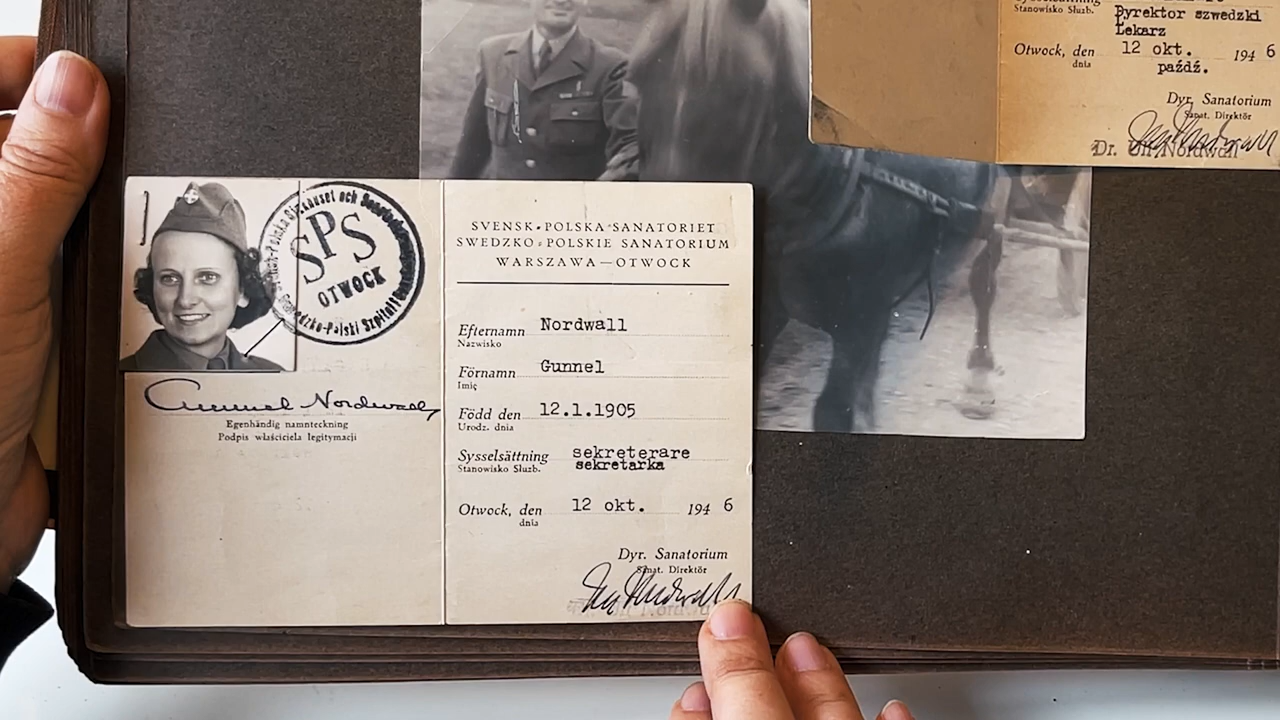 Stanowisko Służb.
Dyrektor szwedzki
Lekarz
Otwock, den 12 okt. 194 6
dnia paźdź.
Dyr. Sanatorium
Sanat. Direktör
Dr. Nordwall
SPS
OTWOCK
Gunnel Nordwall
Egenhändig namnteckning
Podpis właściciela legitymacji
SVENSK-POLSKA SANATORIET
SWEDZKO-POLSKIE SANATORIUM
WARSZAWA—OTWOCK
Efternamn Nordwall
Nazwisko
Förnamn Gunnel
Imię
Född den 12.1.1905
Urodz. dnia
Sysselsättning sekreterare
Stanowisko Służb. sekretarka
Otwock, den 12 okt. 194 6
dnia
Dyr. Sanatorium
Sanat. Direktör